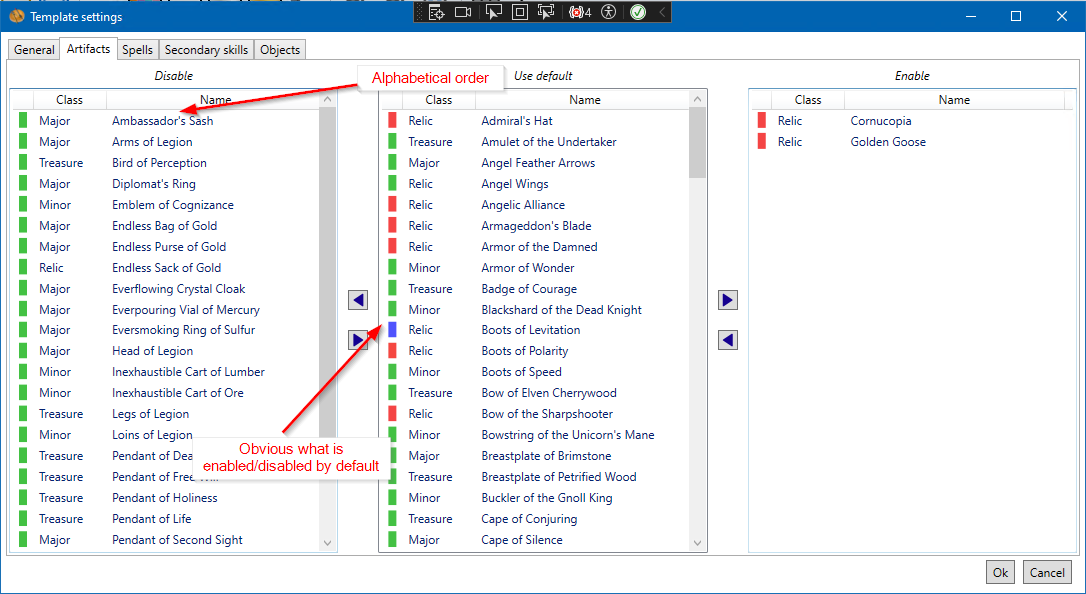 Template settings
4
General Artifacts Spells Secondary skills Objects
Disable
Use default
Enable
Alphabetical order
Class Name
Major Ambassador's Sash
Major Arms of Legion
Treasure Bird of Perception
Major Diplomat's Ring
Minor Emblem of Cognizance
Major Endless Bag of Gold
Major Endless Purse of Gold
Relic Endless Sack of Gold
Major Everflowing Crystal Cloak
Major Everpouring Vial of Mercury
Major Eversmoking Ring of Sulfur
Major Head of Legion
Minor Inexhaustible Cart of Lumber
Minor Inexhaustible Cart of Ore
Treasure Legs of Legion
Minor Loins of Legion
Treasure Pendant of
Treasure Pendant of
Treasure Pendant of Holiness
Treasure Pendant of Life
Major Pendant of Second Sight
Obvious what is
enabled/disabled by default
Class Name
Relic Admiral's Hat
Treasure Amulet of the Undertaker
Major Angel Feather Arrows
Relic Angel Wings
Relic Angelic Alliance
Relic Armageddon's Blade
Relic Armor of the Damned
Minor Armor of Wonder
Treasure Badge of Courage
Minor Blackshard of the Dead Knight
Relic Boots of Levitation
Relic Boots of Polarity
Minor Boots of Speed
Treasure Bow of Elven Cherrywood
Relic Bow of the Sharpshooter
Minor Bowstring of the Unicorn's Mane
Major Breastplate of Brimstone
Treasure Breastplate of Petrified Wood
Minor Buckler of the Gnoll King
Treasure Cape of Conjuring
Major Cape of Silence
Class Name
Relic Cornucopia
Relic Golden Goose
Ok Cancel